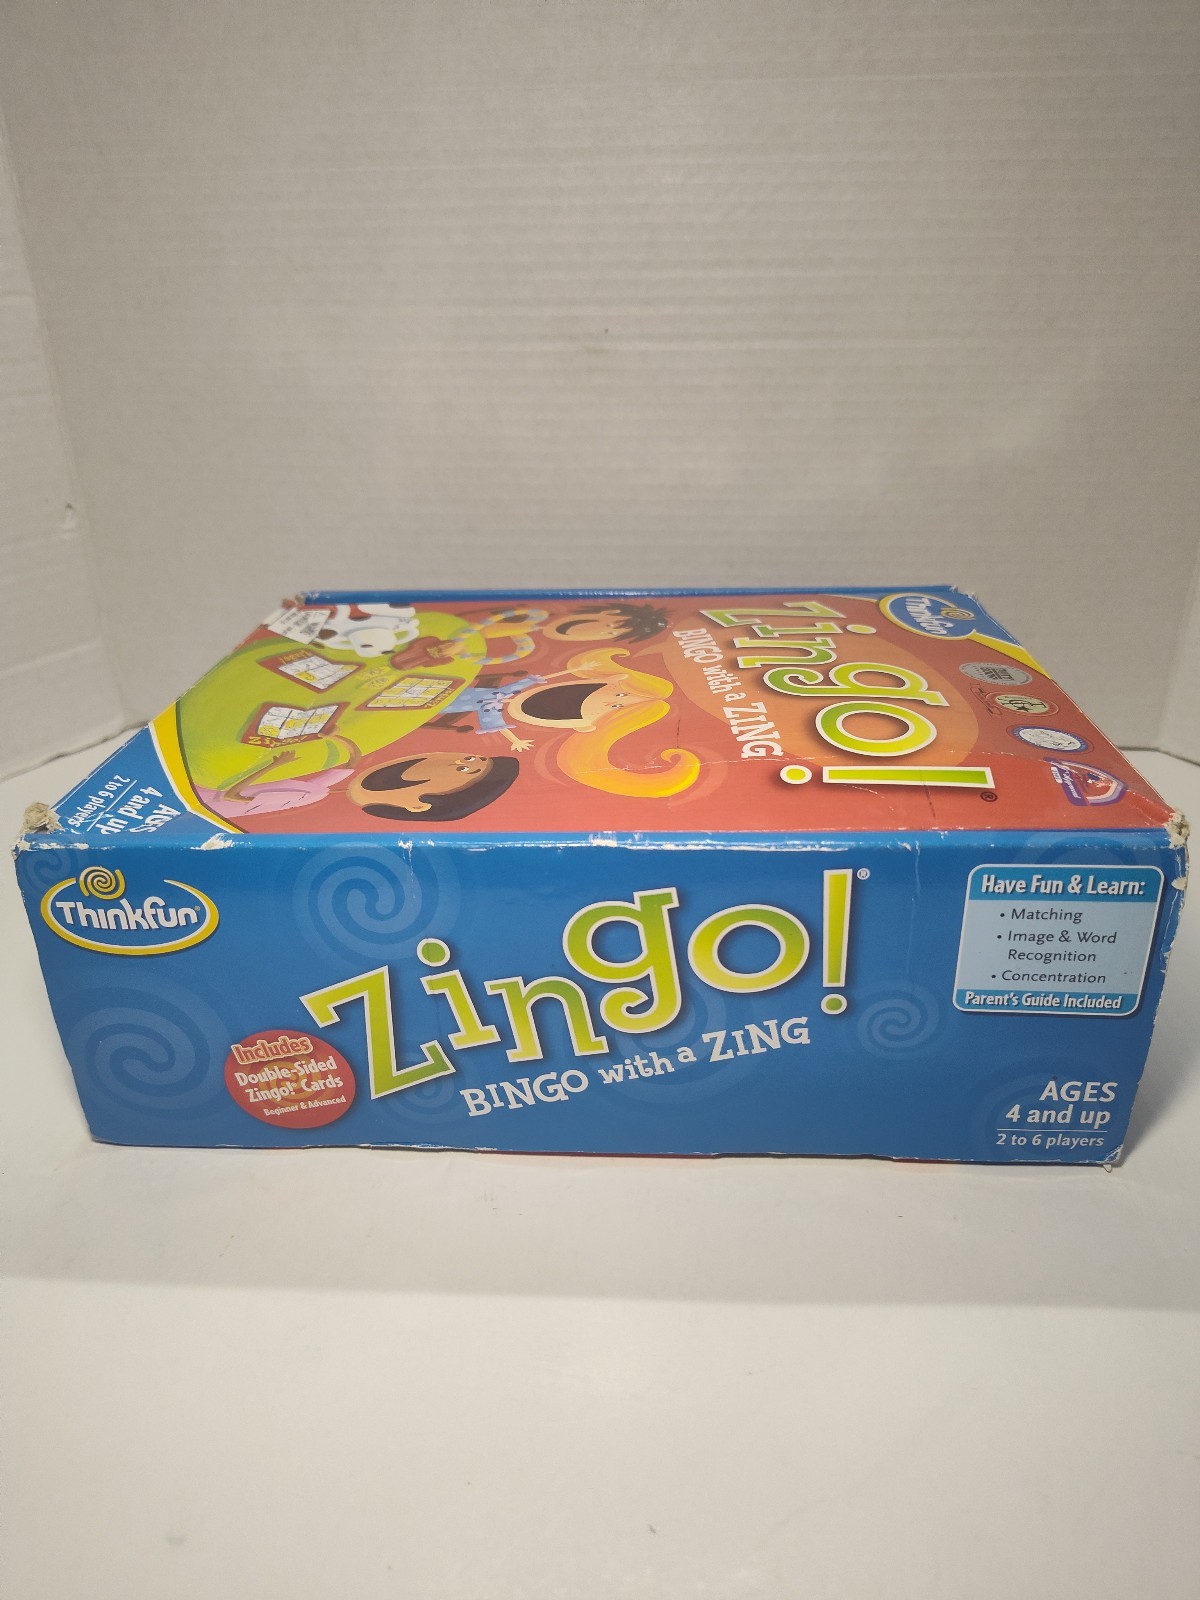 Thinkfun
Zingo!®
BINGO with a ZING
AGES
4 and up
2 to 6 players
Thinkfun®
Zingo!®
BINGO with a ZING
Includes
Double-Sided
Zingo!® Cards
Beginner & Advanced
Have Fun & Learn:
• Matching
• Image & Word
Recognition
• Concentration
Parent's Guide Included
AGES
4 and up
2 to 6 players